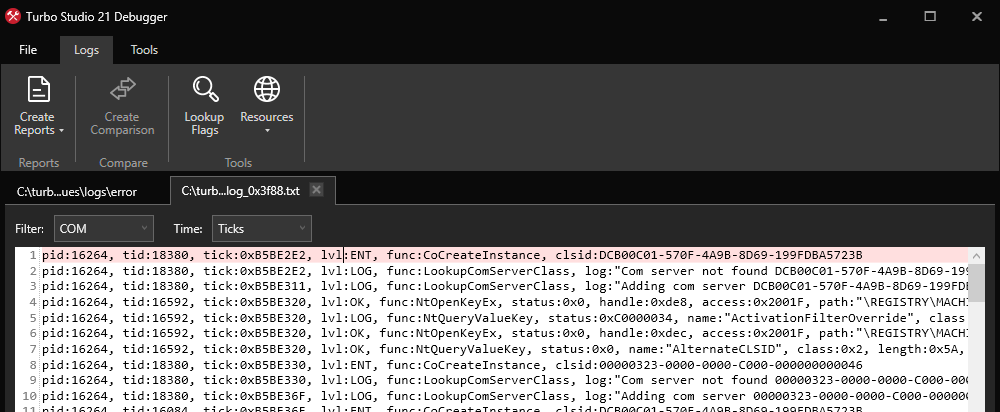 Turbo Studio 21 Debugger
File Logs Tools
Create Reports
Create Comparison
Lookup Flags
Resources
Reports Compare Tools
C:\turb...ues\logs\error C:\turb...log_0x3f88.txt
Filter: COM Time: Ticks
1 pid:16264, tid:18380, tick:0xB5BE2E2, lvl:ENT, func:CoCreateInstance, clsid:DCB00C01-570F-4A9B-8D69-199FDBA5723B
2 pid:16264, tid:18380, tick:0xB5BE2E2, lvl:LOG, func:LookupComServerClass, log:"Com server not found DCB00C01-570F-4A9B-8D69-199
3 pid:16264, tid:18380, tick:0xB5BE311, lvl:LOG, func:LookupComServerClass, log:"Adding com server DCB00C01-570F-4A9B-8D69-199FD
4 pid:16264, tid:16592, tick:0xB5BE320, lvl:OK, func:NtOpenKeyEx, status:0x0, handle:0xde8, access:0x2001F, path:"\REGISTRY\MACHI
5 pid:16264, tid:16592, tick:0xB5BE320, lvl:LOG, func:NtQueryValueKey, status:0xC0000034, name:"ActivationFilterOverride", class
6 pid:16264, tid:16592, tick:0xB5BE320, lvl:OK, func:NtOpenKeyEx, status:0x0, handle:0xdec, access:0x2001F, path:"\REGISTRY\MACHI
7 pid:16264, tid:16592, tick:0xB5BE320, lvl:OK, func:NtQueryValueKey, status:0x0, name:"AlternateCLSID", class:0x2, length:0x5A,
8 pid:16264, tid:18380, tick:0xB5BE330, lvl:ENT, func:CoCreateInstance, clsid:00000323-0000-0000-C000-000000000046
9 pid:16264, tid:18380, tick:0xB5BE330, lvl:LOG, func:LookupComServerClass, log:"Com server not found 00000323-0000-0000-C000-000
10 pid:16264, tid:18380, tick:0xB5BE36F, lvl:LOG, func:LookupComServerClass, log:"Adding com server 00000323-0000-0000-C000-00000